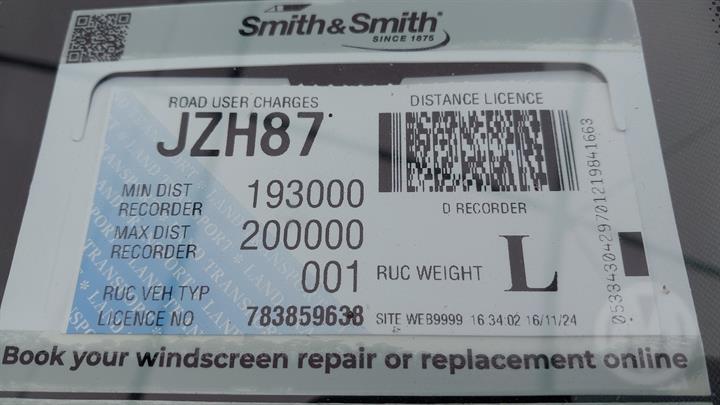 Smith&Smith
SINCE 1875
ROAD USER CHARGES
DISTANCE LICENCE
JZH87
MIN DIST RECORDER 193000
D RECORDER
MAX DIST RECORDER 200000
RUC VEH TYP 001
RUC WEIGHT L
LICENCE NO 783859638
SITE WEB9999 16 34:02 16/11/24
05334304297012198416​63
Book your windscreen repair or replacement online